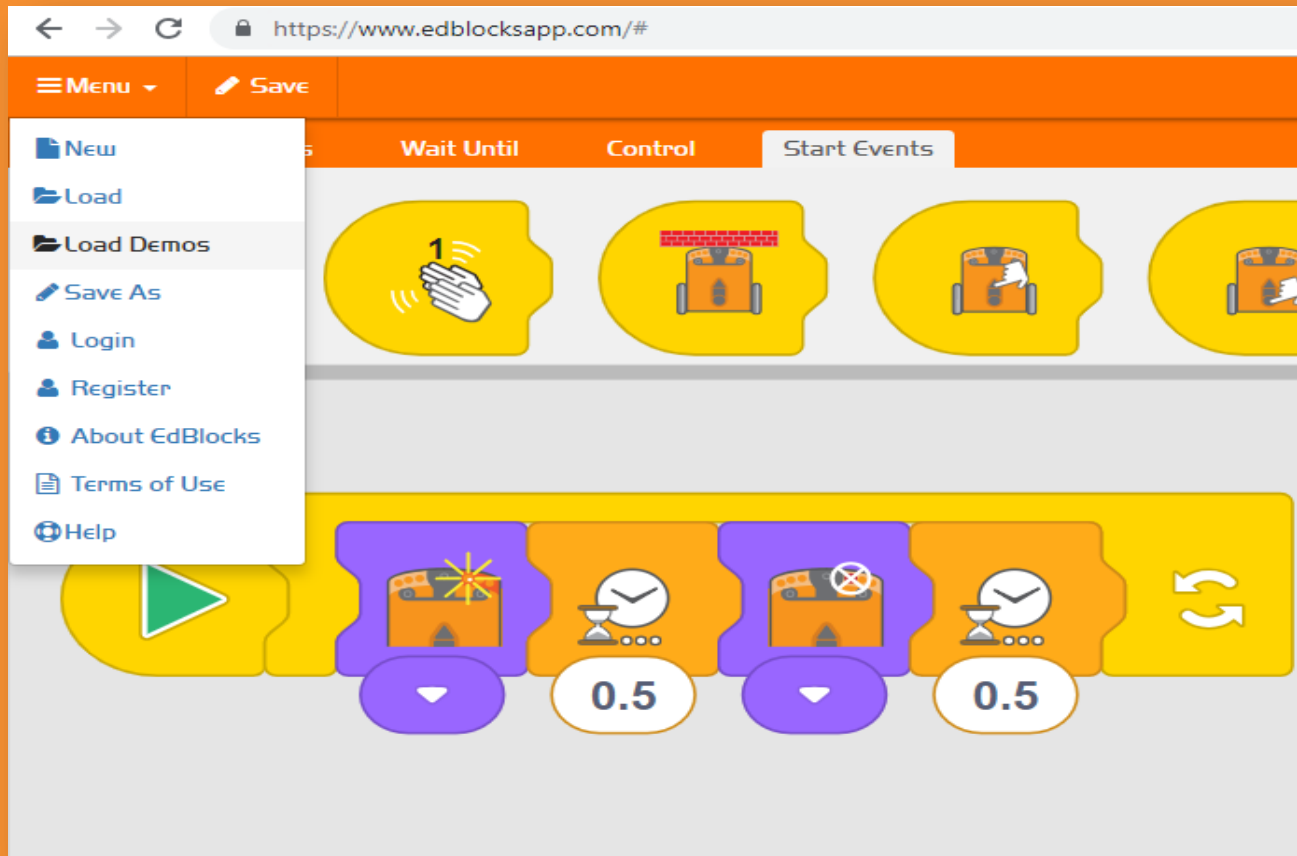 https://www.edblocksapp.com/#
Menu Save
New
Load
Load Demos
Save As
Login
Register
About EdBlocks
Terms of Use
Help
s Wait Until Control Start Events
1
0.5 0.5